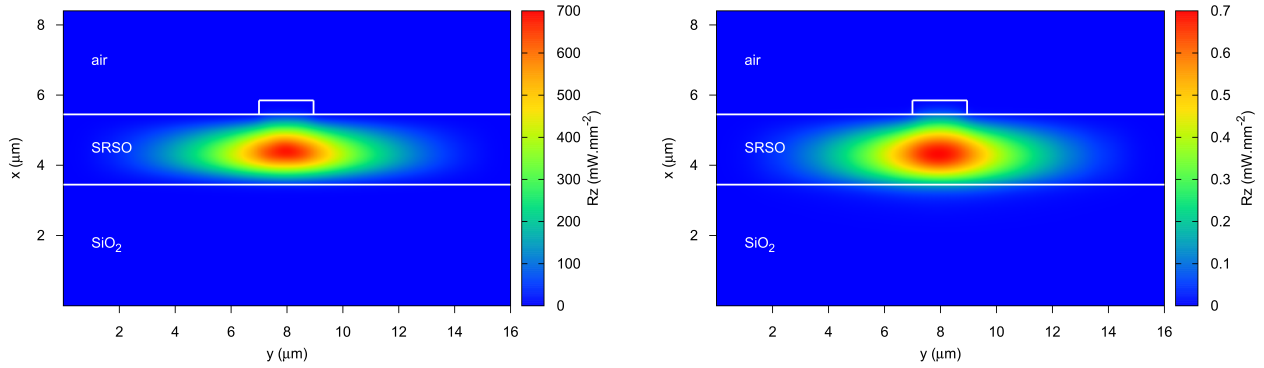 8
6
4
2
x (μm)
air
SRSO
SiO2
2 4 6 8 10 12 14 16
y (μm)
700
600
500
400
300
200
100
0
Rz (mW.mm-2)
8
6
4
2
x (μm)
air
SRSO
SiO2
2 4 6 8 10 12 14 16
y (μm)
0.7
0.6
0.5
0.4
0.3
0.2
0.1
0
Rz (mW.mm-2)